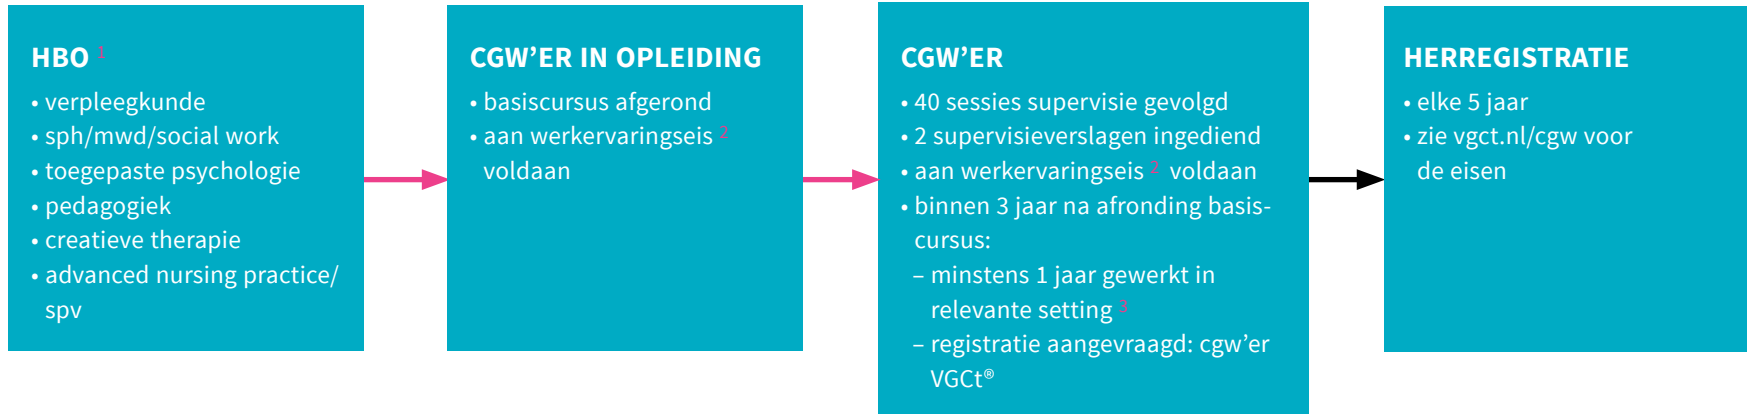 HBO 1
• verpleegkunde
• sph/mwd/social work
• toegepaste psychologie
• pedagogiek
• creatieve therapie
• advanced nursing practice/
spv
CGW’ER IN OPLEIDING
• basiscursus afgerond
• aan werkervaringseis 2
voldaan
CGW’ER
• 40 sessies supervisie gevolgd
• 2 supervisieverslagen ingediend
• aan werkervaringseis 2 voldaan
• binnen 3 jaar na afronding basis-
cursus:
– minstens 1 jaar gewerkt in
relevante setting 3
– registratie aangevraagd: cgw’er
VGCt®
HERREGISTRATIE
• elke 5 jaar
• zie vgct.nl/cgw voor
de eisen